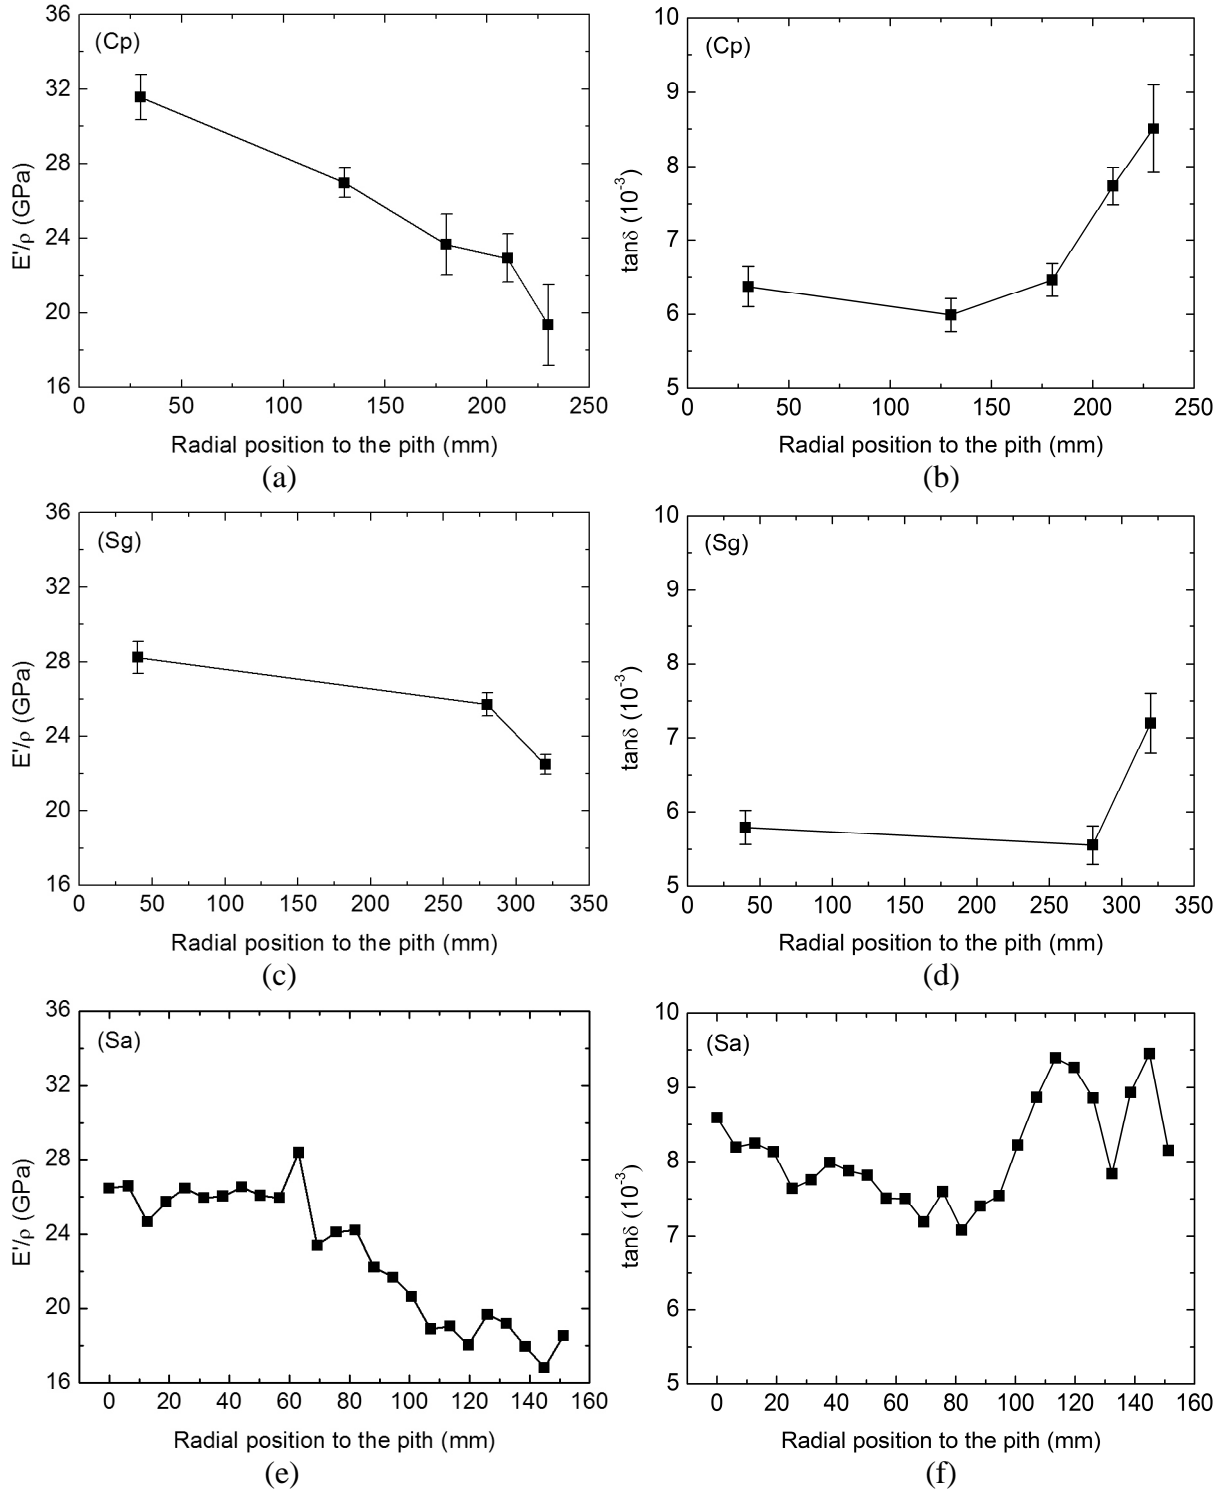 (Cp)
36
32
28
24
20
16
E'/ρ (GPa)
0 50 100 150 200 250
Radial position to the pith (mm)
(a)
(Cp)
10
9
8
7
6
5
tanδ (10⁻³)
0 50 100 150 200 250
Radial position to the pith (mm)
(b)
(Sg)
36
32
28
24
20
16
E'/ρ (GPa)
0 50 100 150 200 250 300 350
Radial position to the pith (mm)
(c)
(Sg)
10
9
8
7
6
5
tanδ (10⁻³)
0 50 100 150 200 250 300 350
Radial position to the pith (mm)
(d)
(Sa)
36
32
28
24
20
16
E'/ρ (GPa)
0 20 40 60 80 100 120 140 160
Radial position to the pith (mm)
(e)
(Sa)
10
9
8
7
6
5
tanδ (10⁻³)
0 20 40 60 80 100 120 140 160
Radial position to the pith (mm)
(f)